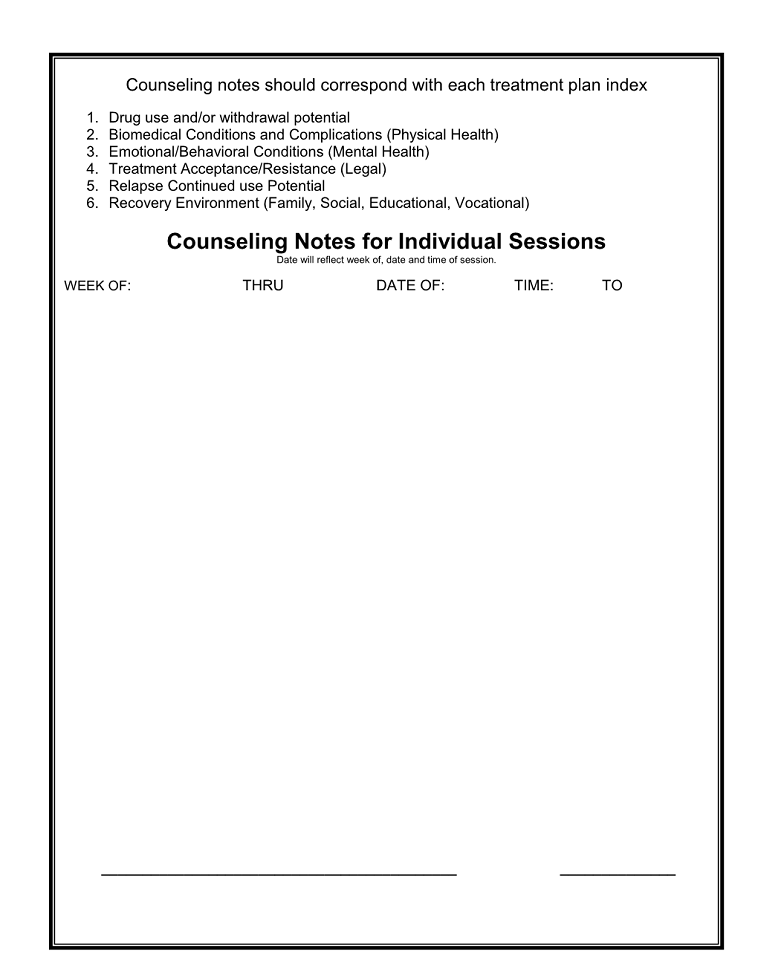 Counseling notes should correspond with each treatment plan index
1. Drug use and/or withdrawal potential
2. Biomedical Conditions and Complications (Physical Health)
3. Emotional/Behavioral Conditions (Mental Health)
4. Treatment Acceptance/Resistance (Legal)
5. Relapse Continued use Potential
6. Recovery Environment (Family, Social, Educational, Vocational)
Counseling Notes for Individual Sessions
Date will reflect week of, date and time of session.
WEEK OF: THRU DATE OF: TIME: TO